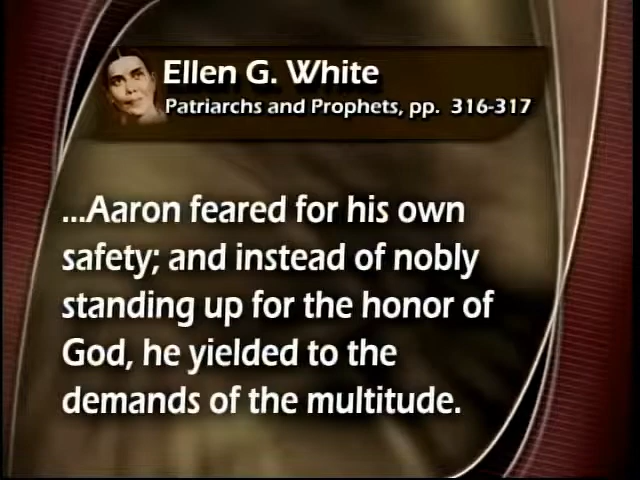 Ellen G. White
Patriarchs and Prophets, pp. 316-317
...Aaron feared for his own
safety; and instead of nobly
standing up for the honor of
God, he yielded to the
demands of the multitude.